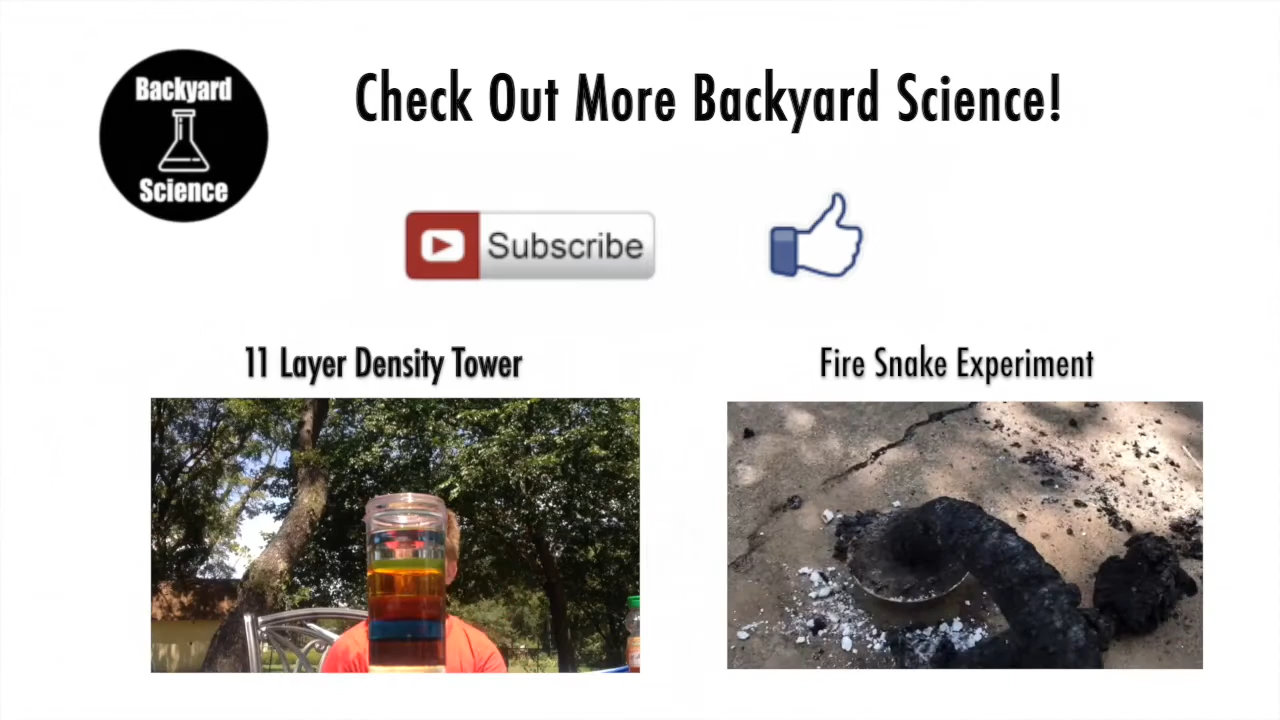 Backyard
Science
Check Out More Backyard Science!
Subscribe
11 Layer Density Tower
Fire Snake Experiment